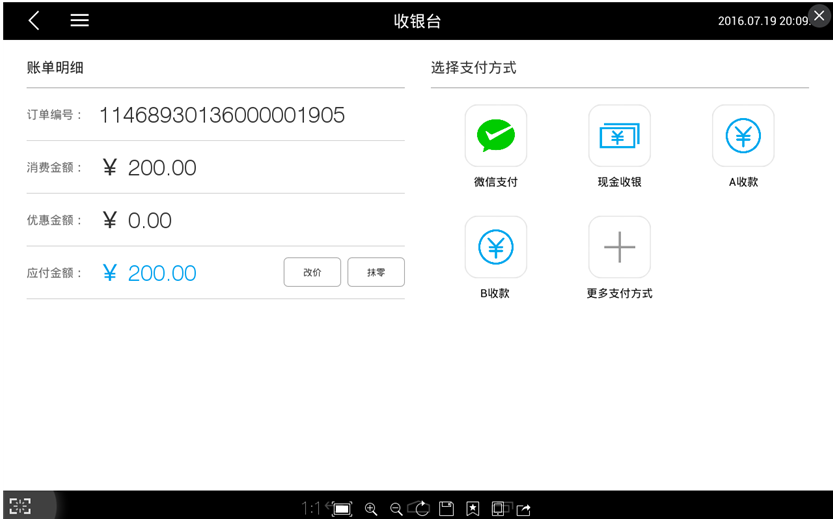 收银台
2016.07.19 20:09
账单明细
订单编号： 11468930136000001905
消费金额： ￥ 200.00
优惠金额： ￥ 0.00
应付金额： ￥ 200.00 改价 抹零
选择支付方式
微信支付 现金收银 A收款
B收款 更多支付方式
1:1